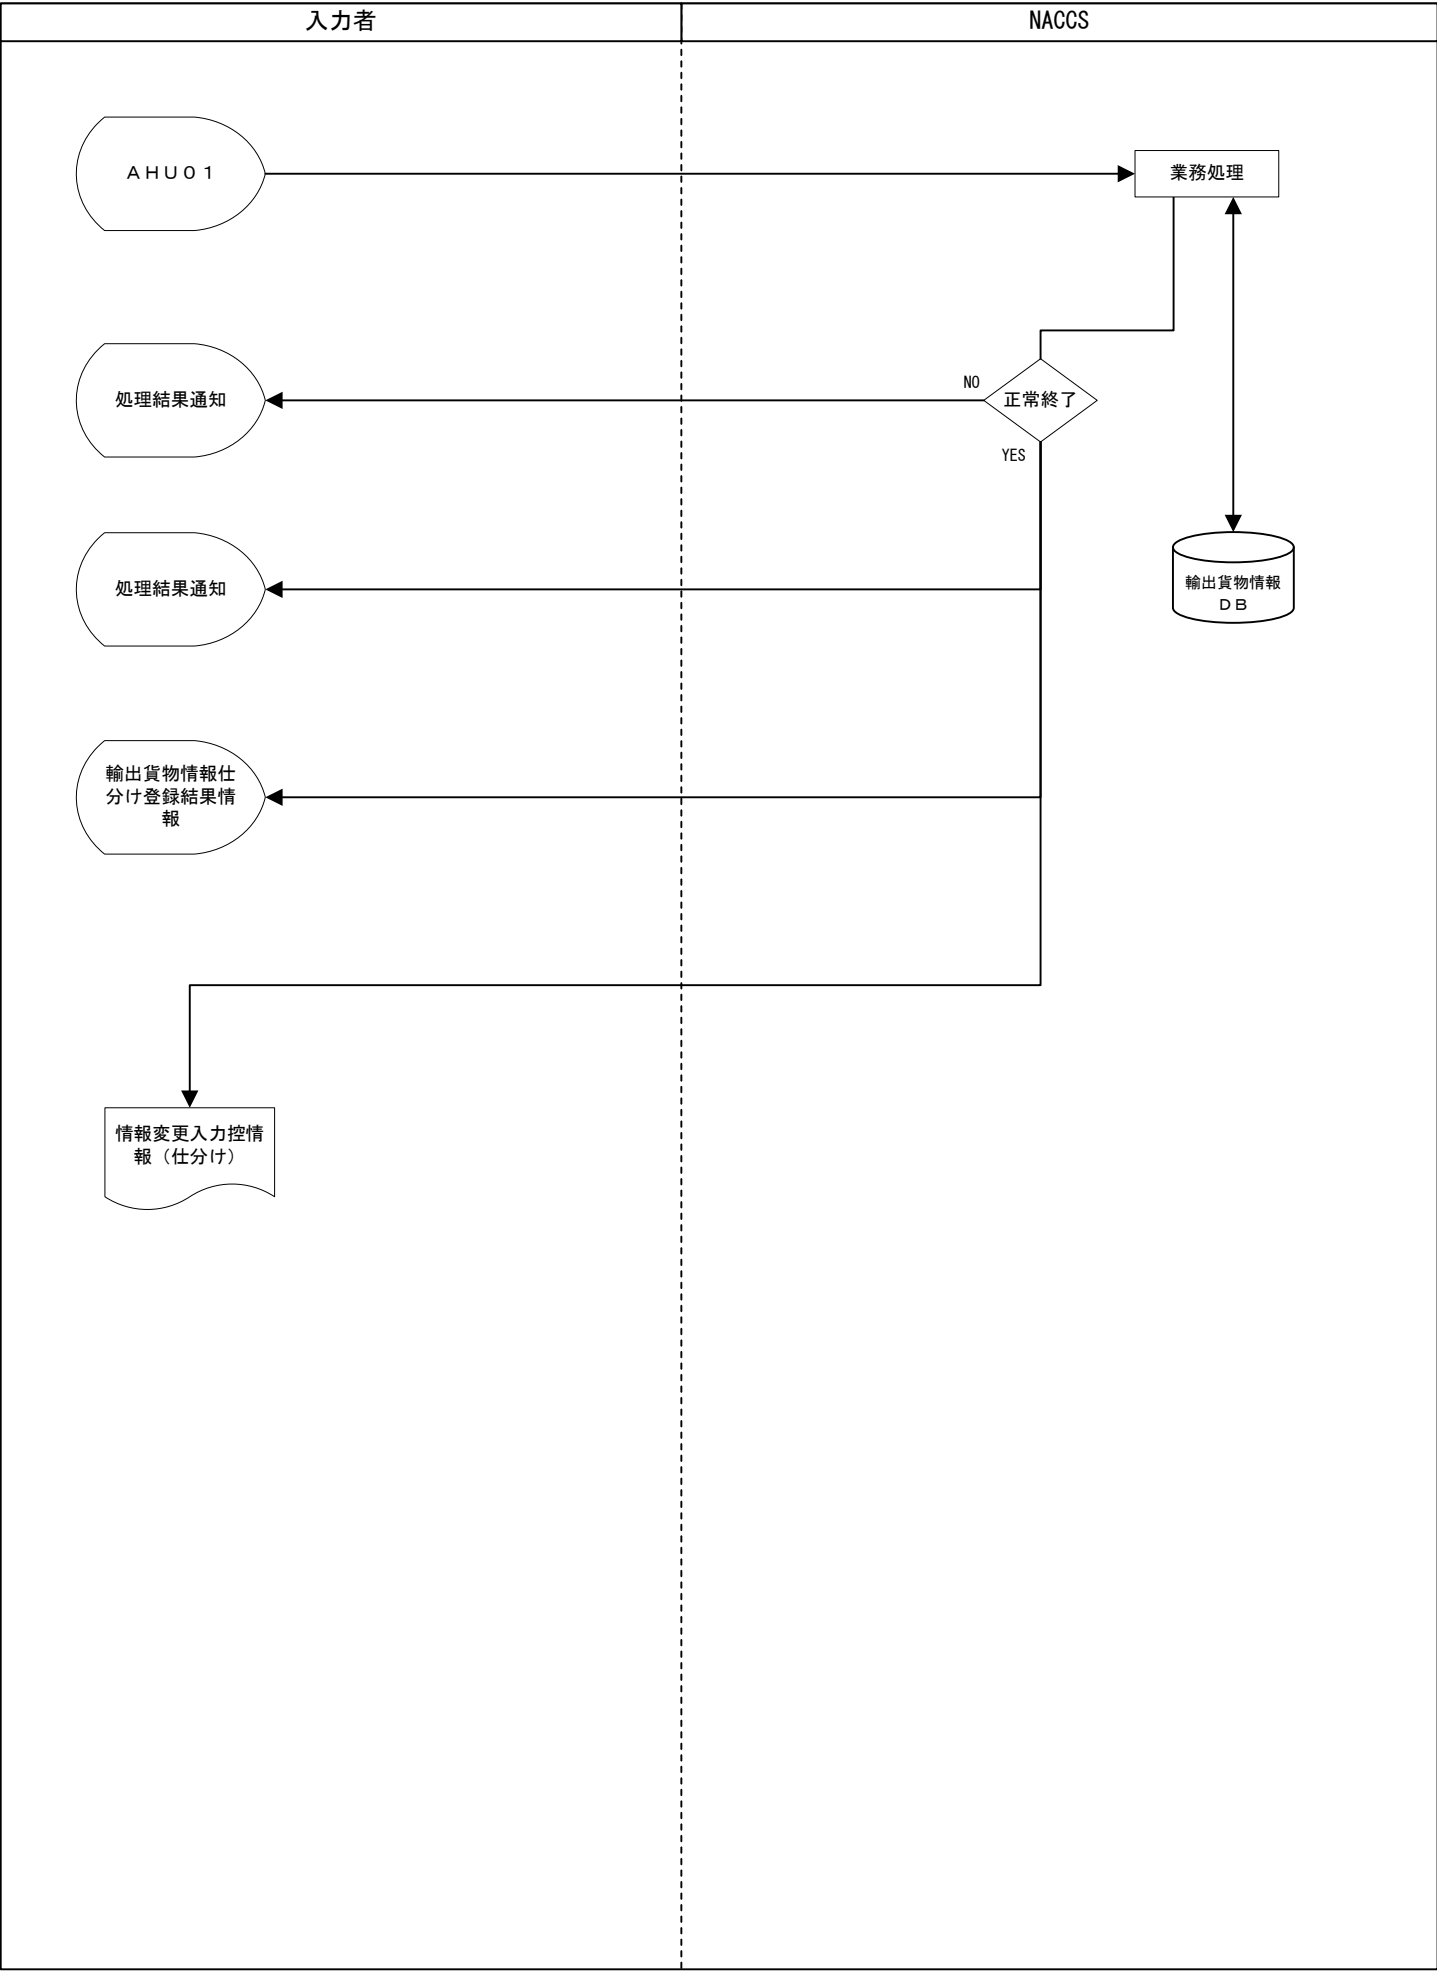 入力者
NACCS
ＡＨＵ０１
業務処理
処理結果通知
NO
正常終了
YES
処理結果通知
輸出貨物情報
ＤＢ
輸出貨物情報仕
分け登録結果情
報
情報変更入力控情
報（仕分け）